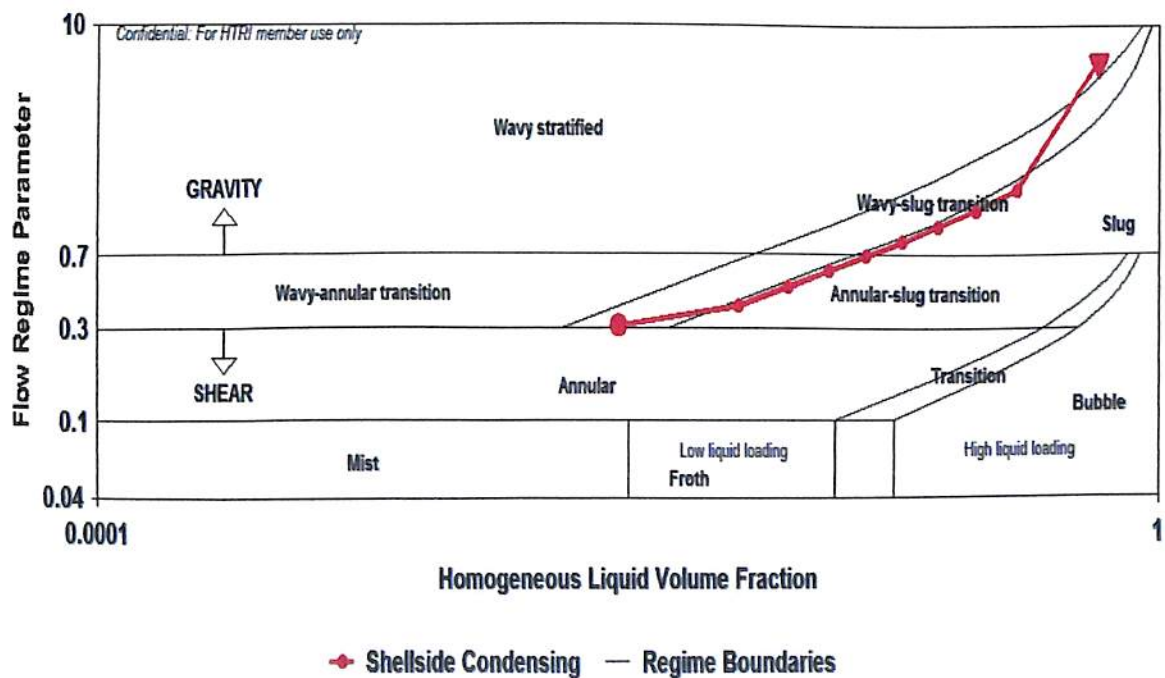 10
Confidential: For HTRI member use only
Flow Regime Parameter
Wavy stratified
GRAVITY
Wavy-slug transition
Slug
0.7
Wavy-annular transition
Annular-slug transition
0.3
SHEAR
Annular
Transition
Bubble
0.1
Mist
Low liquid loading
High liquid loading
Froth
0.04
0.0001
1
Homogeneous Liquid Volume Fraction
Shellside Condensing
Regime Boundaries